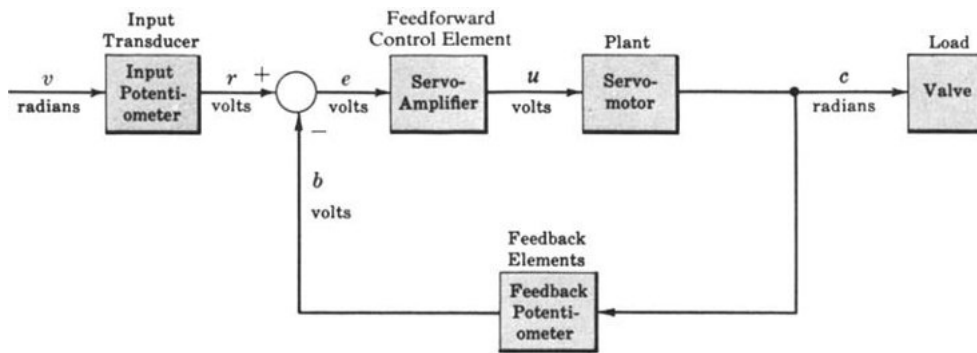 Input
Transducer
Feedforward
Control Element
Plant
Load
v
radians
Input
Potenti-
ometer
r
volts
+
−
e
volts
Servo-
Amplifier
u
volts
Servo-
motor
c
radians
Valve
b
volts
Feedback
Elements
Feedback
Potenti-
ometer